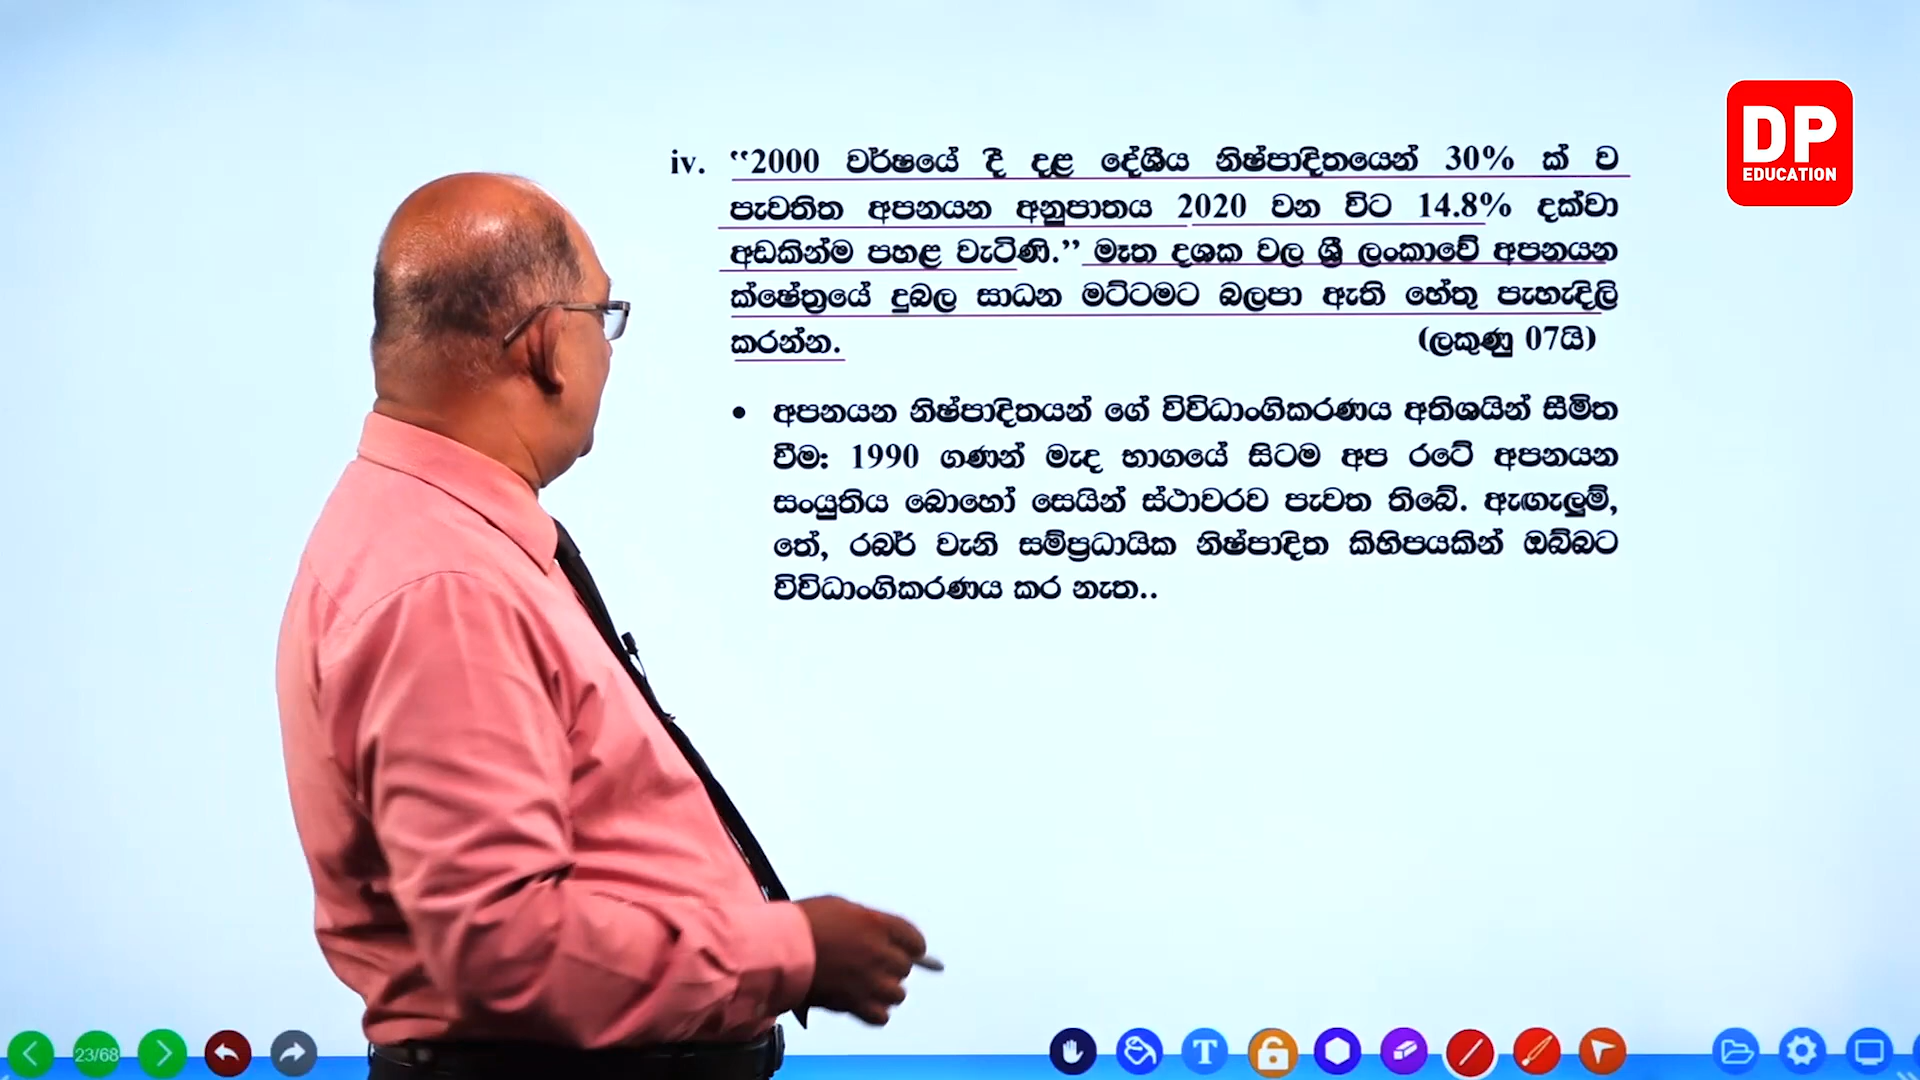 DP
EDUCATION
iv. “2000 වර්ෂයේ දී දළ දේශීය නිෂ්පාදිතයෙන් 30% ක් ව
පැවතිත අපනයන අනුපාතය 2020 වන විට 14.8% දක්වා
අඩකින්ම පහළ වැටිණි.” මෑත දශක වල ශ්‍රී ලංකාවේ අපනයන
ක්ෂේත්‍රයේ දුබල සාධන මට්ටමට බලපා ඇති හේතු පැහැදිලි
කරන්න. (ලකුණු 07යි)
• අපනයන නිෂ්පාදිතයන් ගේ විවිධාංගිකරණය අතිශයින් සීමිත
වීම: 1990 ගණන් මැද භාගයේ සිටම අප රටේ අපනයන
සංයුතිය බොහෝ සෙයින් ස්ථාවරව පැවත තිබේ. ඇඟැලුම්,
තේ, රබර් වැනි සම්ප්‍රධායික නිෂ්පාදිත කිහිපයකින් ඔබ්බට
විවිධාංගිකරණය කර නැත..
23/68
T